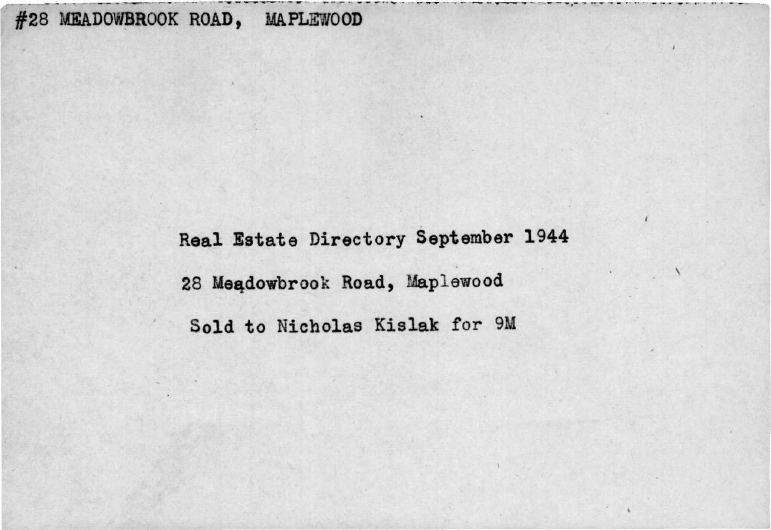 #28 MEADOWBROOK ROAD, MAPLEWOOD
Real Estate Directory September 1944
28 Meadowbrook Road, Maplewood
Sold to Nicholas Kislak for 9M